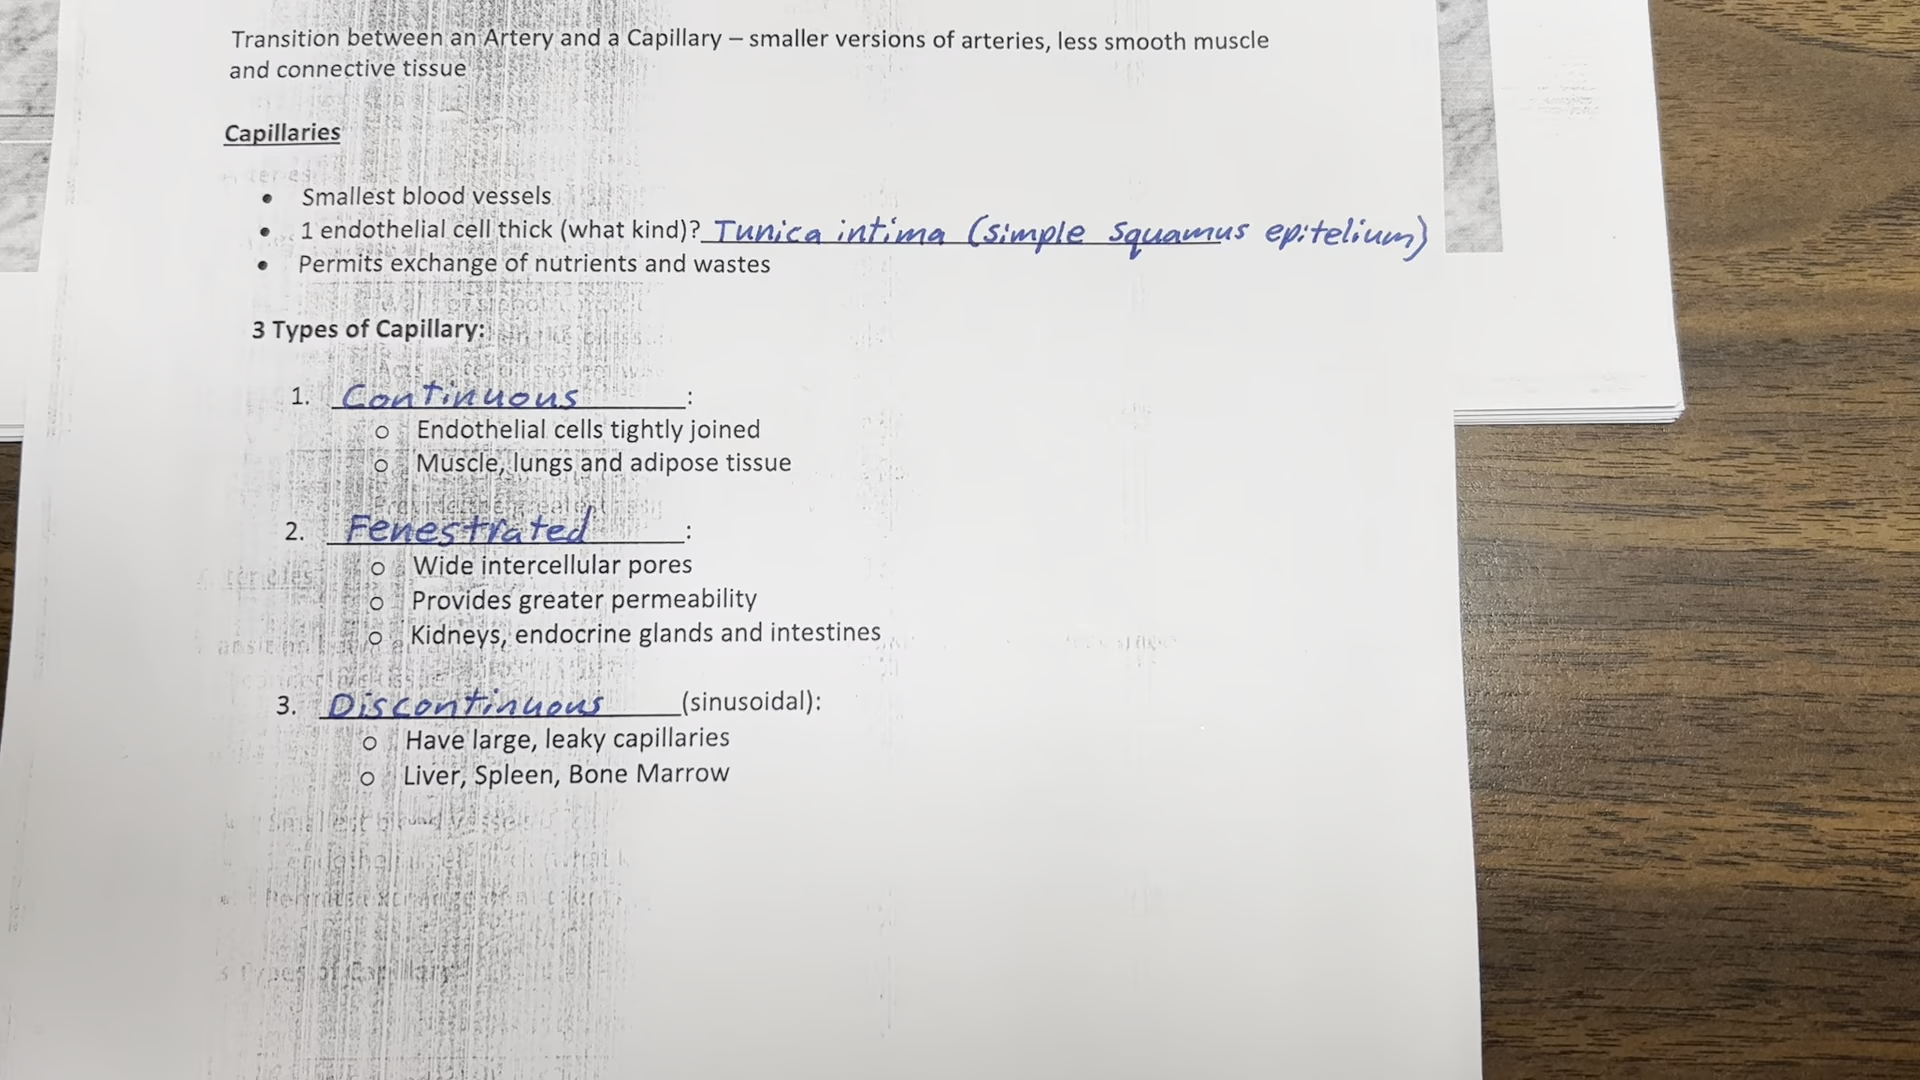 Transition between an Artery and a Capillary – smaller versions of arteries, less smooth muscle
and connective tissue
Capillaries
• Smallest blood vessels
• 1 endothelial cell thick (what kind)? Tunica intima (simple squamus epitelium)
• Permits exchange of nutrients and wastes
3 Types of Capillary:
1. Continuous :
o Endothelial cells tightly joined
o Muscle, lungs and adipose tissue
2. Fenestrated :
o Wide intercellular pores
o Provides greater permeability
o Kidneys, endocrine glands and intestines
3. Discontinuous (sinusoidal):
o Have large, leaky capillaries
o Liver, Spleen, Bone Marrow
3 Types of Capillary